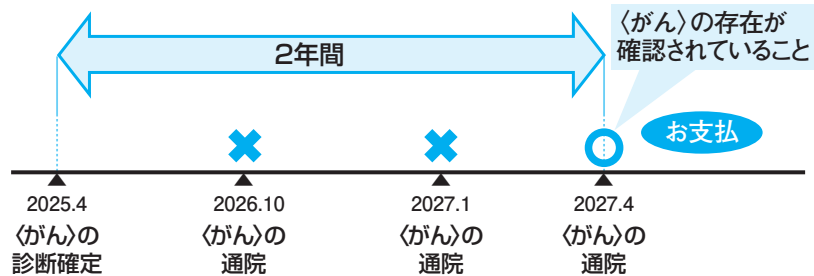 〈がん〉の存在が
確認されていること
2年間
お支払
2025.4
〈がん〉の
診断確定
2026.10
〈がん〉の
通院
2027.1
〈がん〉の
通院
2027.4
〈がん〉の
通院